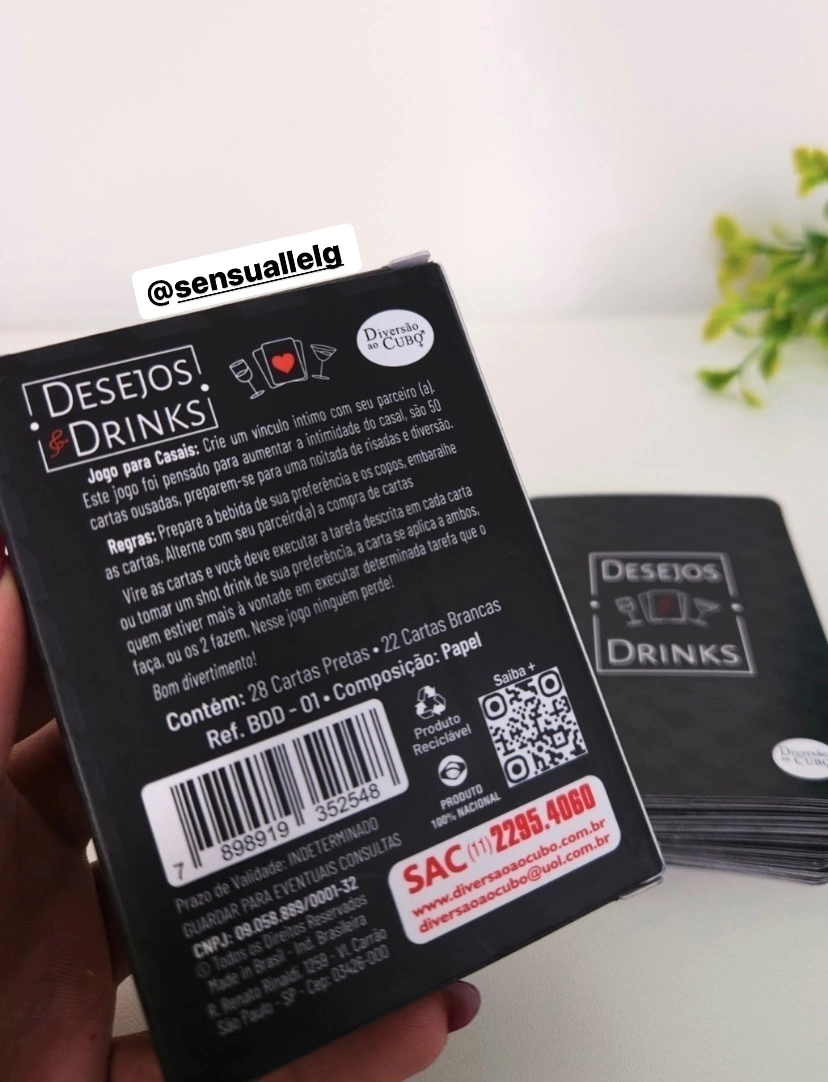 @sensuallelg
DESEJOS
& DRINKS
Diversão
ao CUBO
Jogo para Casais: Crie um vínculo íntimo com seu parceiro (a).
Este jogo foi pensado para aumentar a intimidade do casal, são 50
cartas ousadas, preparem-se para uma noitada de risadas e diversão.
Regras: Prepare a bebida de sua preferência e os copos, embaralhe
as cartas. Alterne com seu parceiro(a) a compra de cartas
Vire as cartas e você deve executar a tarefa descrita em cada carta
ou tomar um shot drink de sua preferência, a carta se aplica a ambos,
quem estiver mais à vontade em executar determinada tarefa que o
faça, ou os 2 fazem. Nesse jogo ninguém perde!
Bom divertimento!
Contém: 28 Cartas Pretas • 22 Cartas Brancas
Ref. BDD - 01 • Composição: Papel
7 898919 352548
Produto
Reciclável
PRODUTO
100% NACIONAL
Saiba +
Prazo de Validade: INDETERMINADO
GUARDAR PARA EVENTUAIS CONSULTAS
CNPJ: 09.058.889/0001-32
© Todos os Direitos Reservados
Made in Brasil - Ind. Brasileira
R. Renata Rinaldi, 1259 - Vl. Carrão
São Paulo - SP - Cep: 03426-000
SAC (11) 2295.4060
www.diversaoaocubo.com.br
diversaoaocubo@uol.com.br
DESEJOS
DRINKS
Diversão
ao CUBO